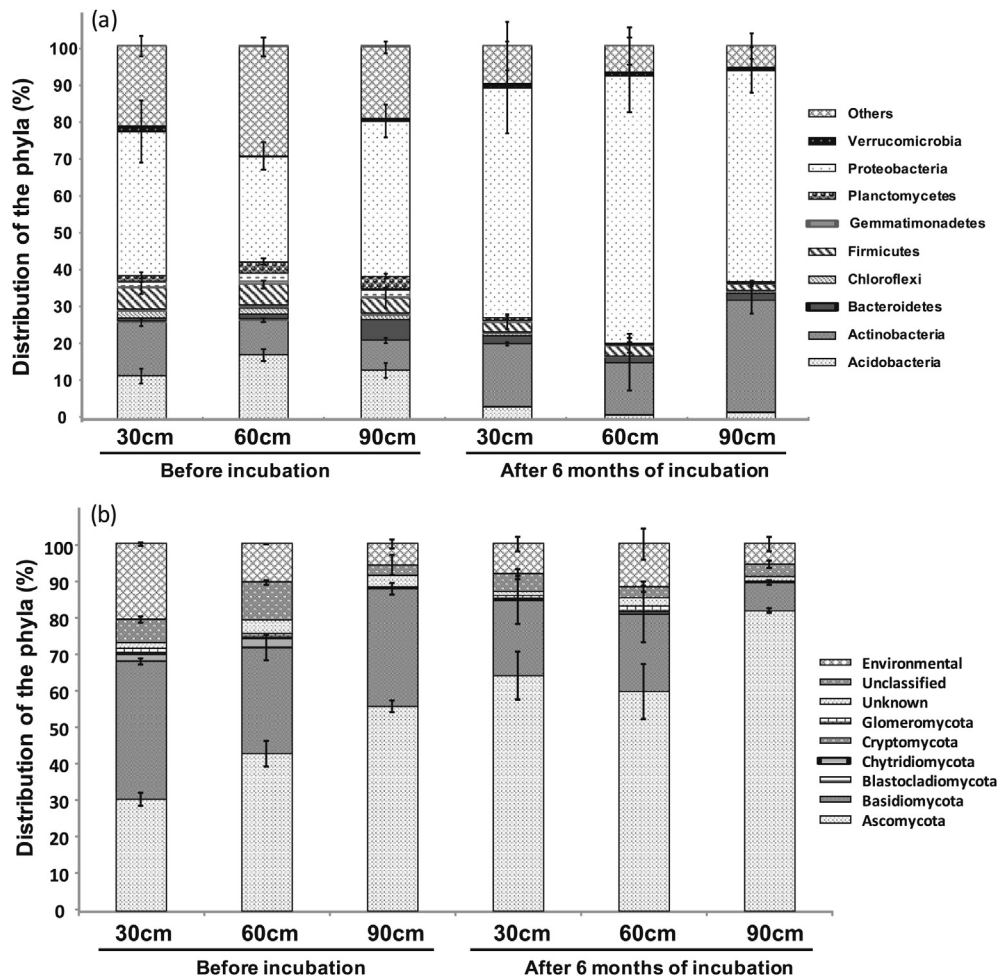 (a)
Distribution of the phyla (%)
100
90
80
70
60
50
40
30
20
10
0
30cm 60cm 90cm 30cm 60cm 90cm
Before incubation After 6 months of incubation
Others
Verrucomicrobia
Proteobacteria
Planctomycetes
Gemmatimonadetes
Firmicutes
Chloroflexi
Bacteroidetes
Actinobacteria
Acidobacteria
(b)
Distribution of the phyla (%)
100
90
80
70
60
50
40
30
20
10
0
30cm 60cm 90cm 30cm 60cm 90cm
Before incubation After 6 months of incubation
Environmental
Unclassified
Unknown
Glomeromycota
Cryptomycota
Chytridiomycota
Blastocladiomycota
Basidiomycota
Ascomycota